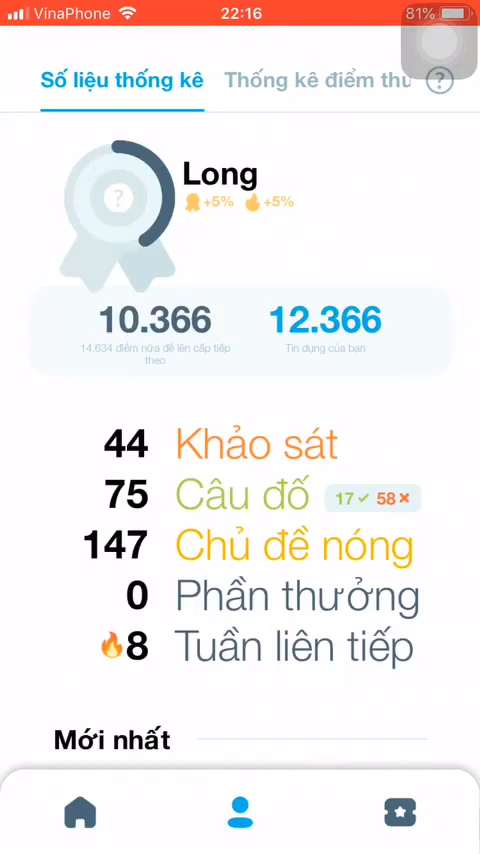 VinaPhone
22:16
81%
Số liệu thống kê
Thống kê điểm thu
?
?
Long
+5% +5%
10.366
14.634 điểm nữa để lên cấp tiếp
theo
12.366
Tín dụng của bạn
44 Khảo sát
75 Câu đố 17 58
147 Chủ đề nóng
0 Phần thưởng
8 Tuần liên tiếp
Mới nhất